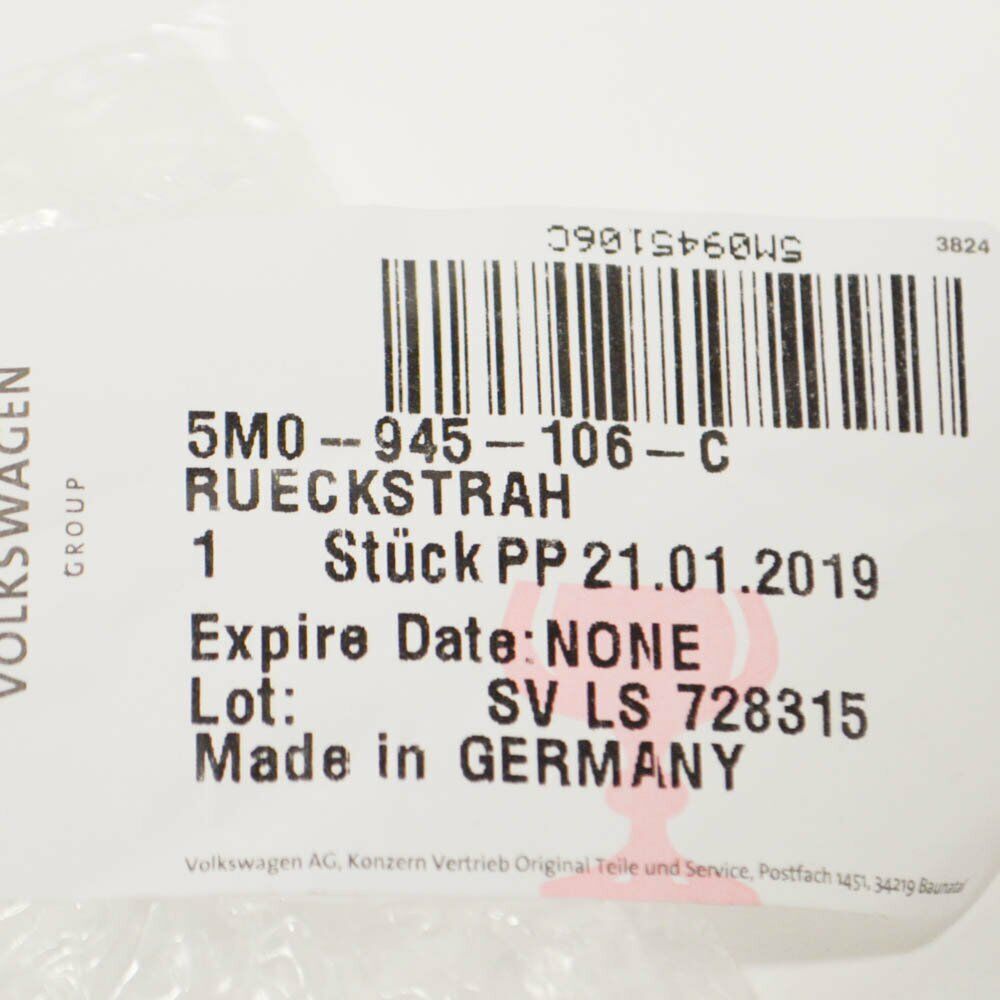 VOLKSWAGEN
GROUP
5M0945106C
3824
5M0--945-106-C
RUECKSTRAH
1 Stück PP 21.01.2019
Expire Date: NONE
Lot: SV LS 728315
Made in GERMANY
Volkswagen AG, Konzern Vertrieb Original Teile und Service, Postfach 1451, 34219 Baunatal